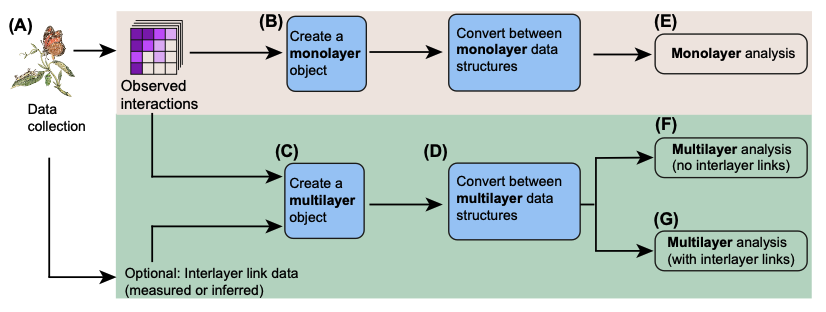 (A)
Data
collection
Observed
interactions
(B)
Create a
monolayer
object
Convert between
monolayer data
structures
(E)
Monolayer analysis
(C)
Create a
multilayer
object
(D)
Convert between
multilayer data
structures
(F)
Multilayer analysis
(no interlayer links)
(G)
Multilayer analysis
(with interlayer links)
Optional: Interlayer link data
(measured or inferred)